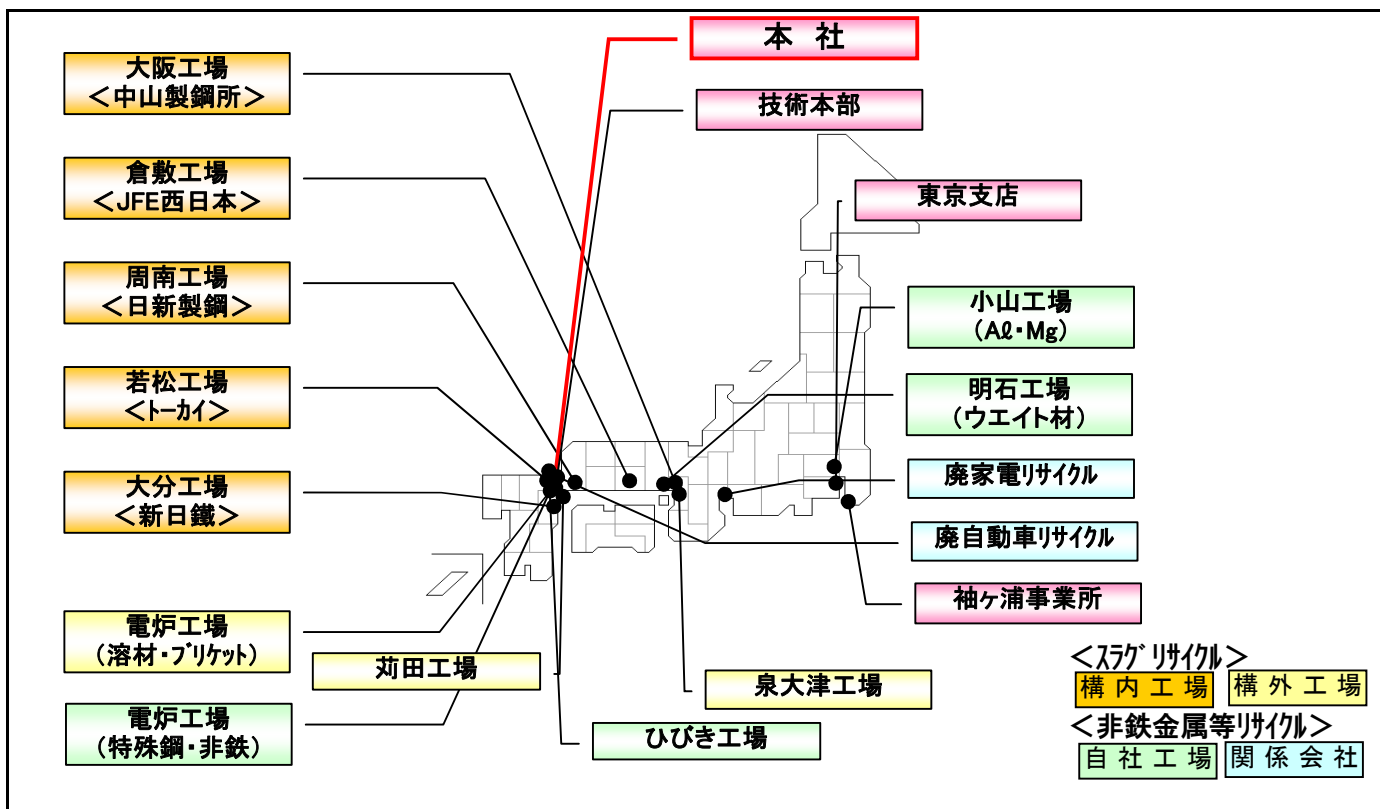 本 社
技術本部
東京支店
大阪工場
＜中山製鋼所＞
倉敷工場
＜JFE西日本＞
周南工場
＜日新製鋼＞
若松工場
＜ﾄｰｶｲ＞
大分工場
＜新日鐵＞
電炉工場
(溶材・ﾌﾞﾘｹｯﾄ)
電炉工場
(特殊鋼・非鉄)
苅田工場
ひびき工場
泉大津工場
小山工場
(Aℓ・Mg)
明石工場
(ウエイト材)
廃家電ﾘｻｲｸﾙ
廃自動車ﾘｻｲｸﾙ
袖ヶ浦事業所
＜ｽﾗｸﾞﾘｻｲｸﾙ＞
構内工場
構外工場
＜非鉄金属等ﾘｻｲｸﾙ＞
自社工場
関係会社